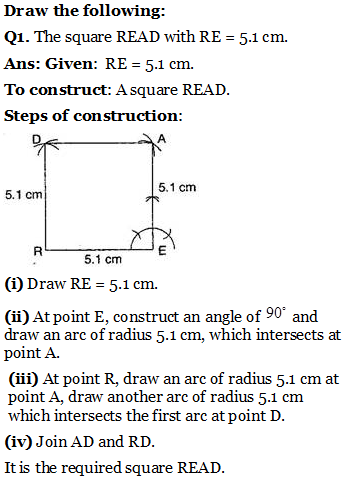 Draw the following:
Q1. The square READ with RE = 5.1 cm.
Ans: Given: RE = 5.1 cm.
To construct: A square READ.
Steps of construction:
D A
5.1 cm 5.1 cm
R E
5.1 cm
(i) Draw RE = 5.1 cm.
(ii) At point E, construct an angle of 90° and
draw an arc of radius 5.1 cm, which intersects at
point A.
(iii) At point R, draw an arc of radius 5.1 cm at
point A, draw another arc of radius 5.1 cm
which intersects the first arc at point D.
(iv) Join AD and RD.
It is the required square READ.